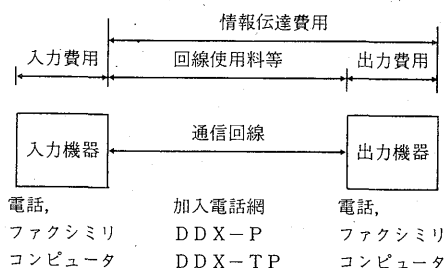 情報伝達費用
入力費用 回線使用料等 出力費用
入力機器 通信回線 出力機器
電話, 加入電話網 電話,
ファクシミリ DDX-P ファクシミリ
コンピュータ DDX-TP コンピュータ